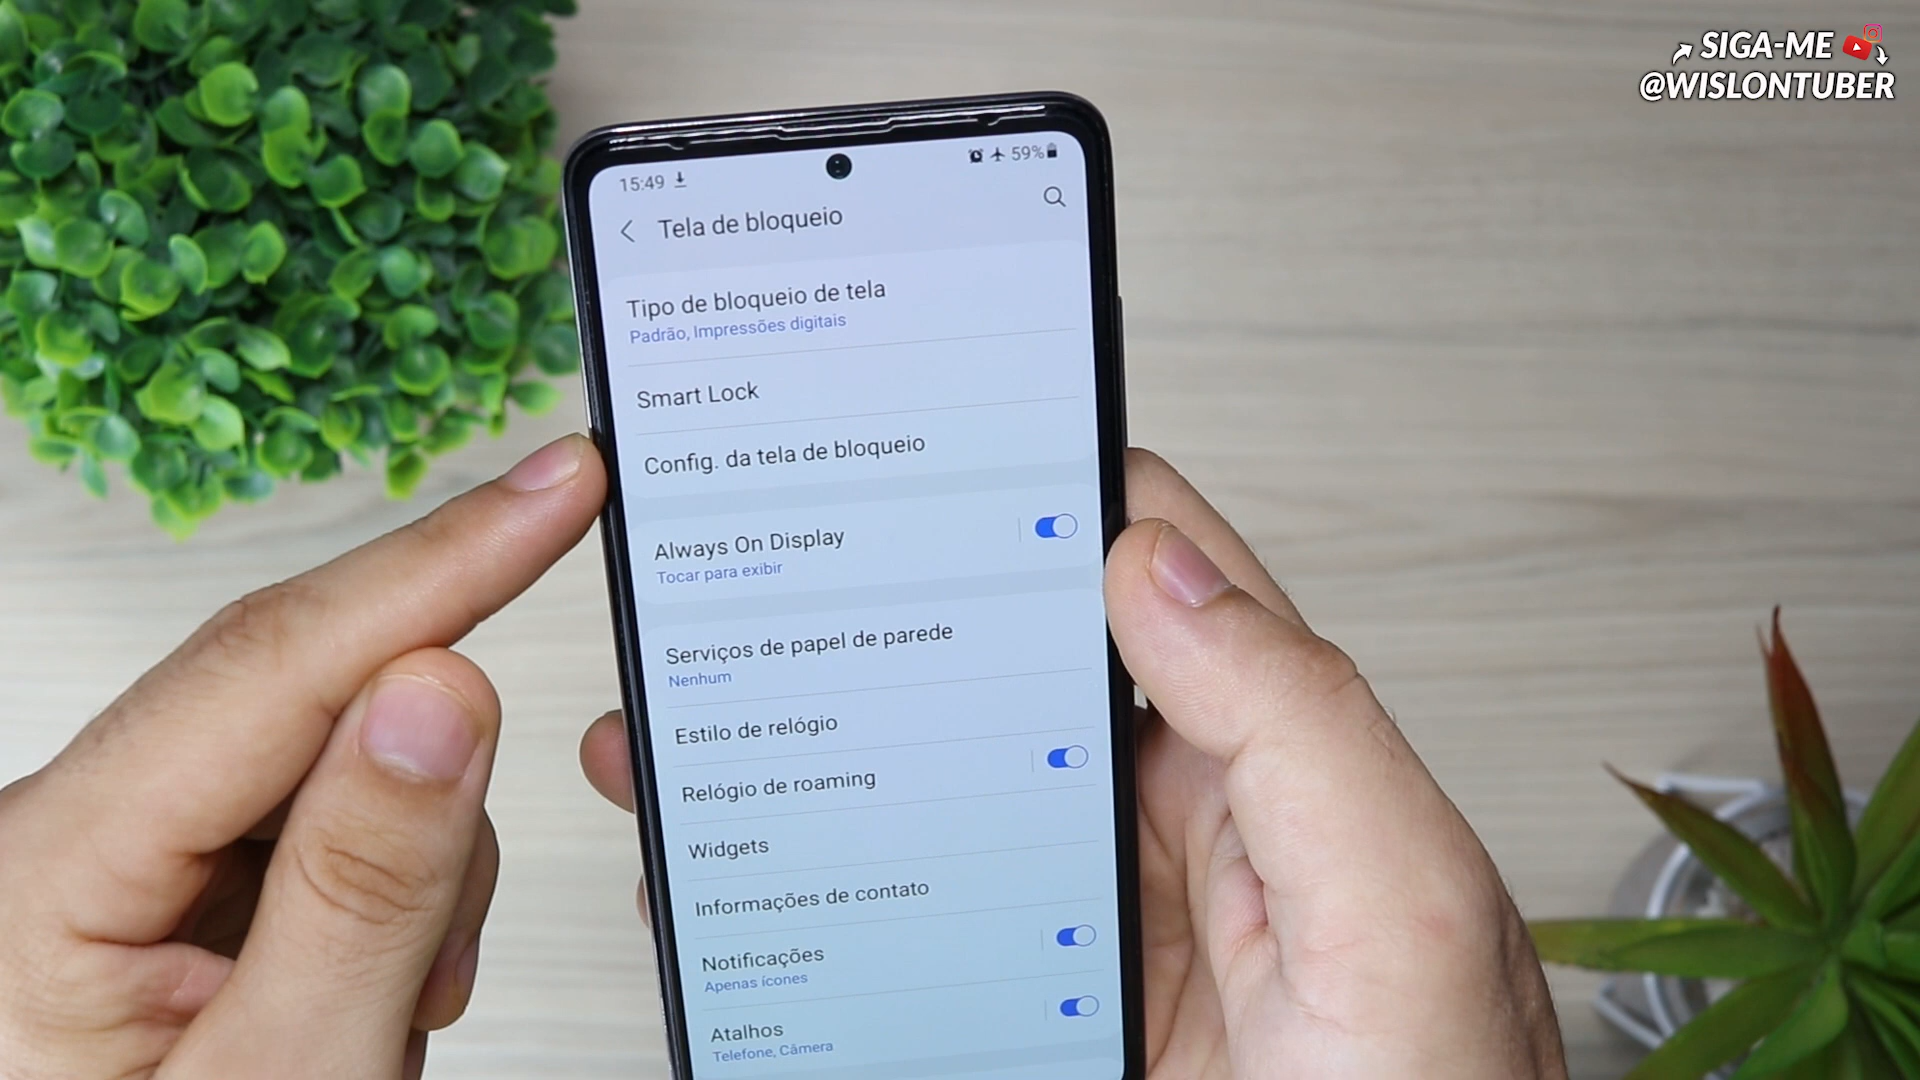 SIGA-ME
@WISLONTUBER
15:49
59%
Tela de bloqueio
Tipo de bloqueio de tela
Padrão, Impressões digitais
Smart Lock
Config. da tela de bloqueio
Always On Display
Tocar para exibir
Serviços de papel de parede
Nenhum
Estilo de relógio
Relógio de roaming
Widgets
Informações de contato
Notificações
Apenas ícones
Atalhos
Telefone, Câmera